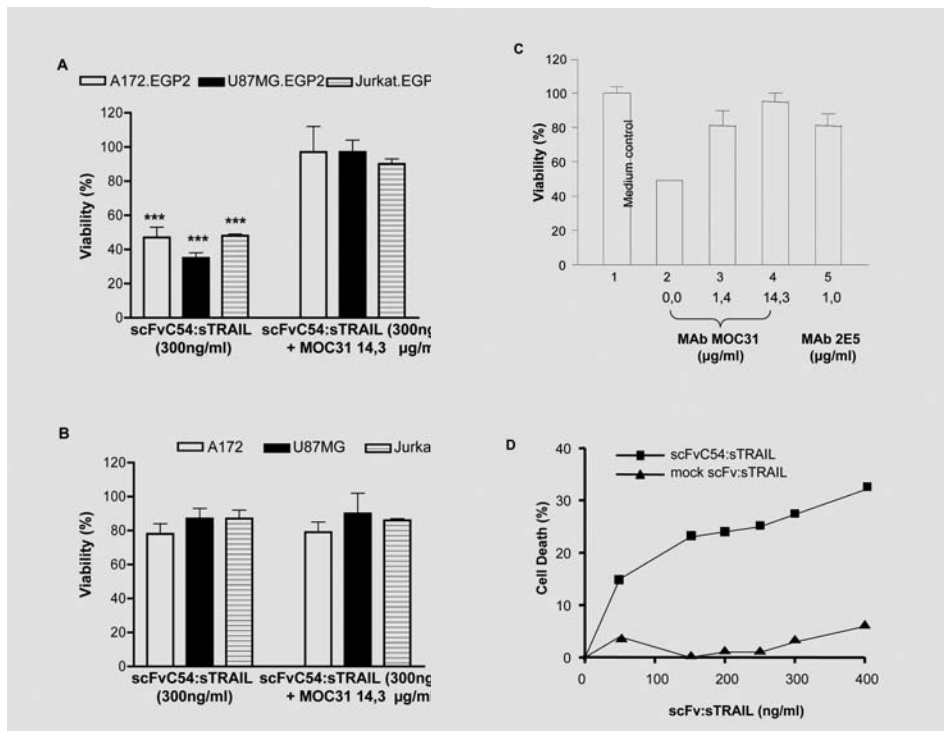 A
A172.EGP2 U87MG.EGP2 Jurkat.EGP
120
100
80
60
40
20
0
Viability (%)
*** *** ***
scFvC54:sTRAIL scFvC54:sTRAIL (300ng
(300ng/ml) + MOC31 14,3 µg/m
B
A172 U87MG Jurka
120
100
80
60
40
20
0
Viability (%)
scFvC54:sTRAIL scFvC54:sTRAIL (300ng
(300ng/ml) + MOC31 14,3 µg/ml
C
120
100
80
60
40
20
0
Viability (%)
Medium control
1 2 3 4 5
0,0 1,4 14,3 1,0
MAb MOC31 MAb 2E5
(µg/ml) (µg/ml)
D
scFvC54:sTRAIL
mock scFv:sTRAIL
40
30
20
10
0
Cell Death (%)
0 100 200 300 400
scFv:sTRAIL (ng/ml)